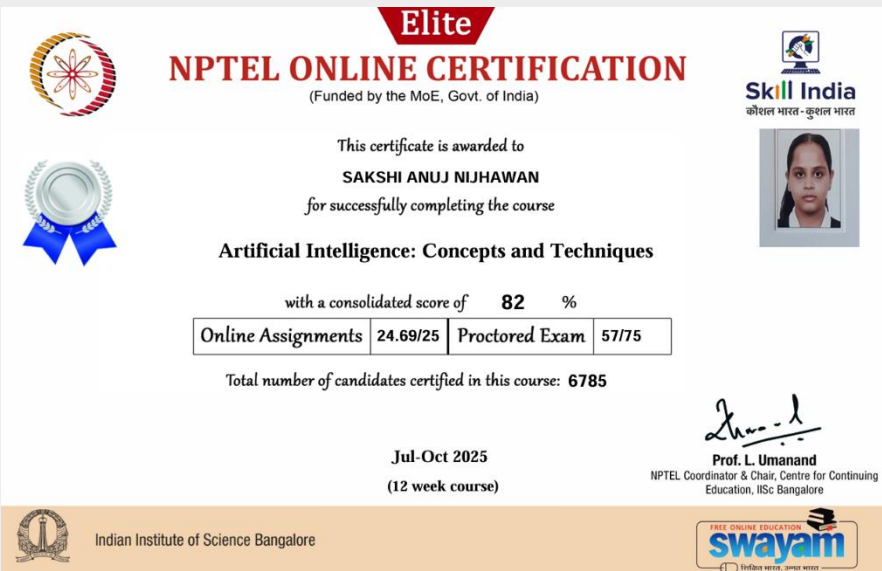 Elite
NPTEL ONLINE CERTIFICATION
(Funded by the MoE, Govt. of India)
Skill India
कौशल भारत - कुशल भारत
This certificate is awarded to
SAKSHI ANUJ NIJHAWAN
for successfully completing the course
Artificial Intelligence: Concepts and Techniques
with a consolidated score of 82 %
Online Assignments 24.69/25 Proctored Exam 57/75
Total number of candidates certified in this course: 6785
Jul-Oct 2025
(12 week course)
Prof. L. Umanand
NPTEL Coordinator & Chair, Centre for Continuing
Education, IISc Bangalore
Indian Institute of Science Bangalore
FREE ONLINE EDUCATION
swayam
शिक्षित भारत, उन्नत भारत